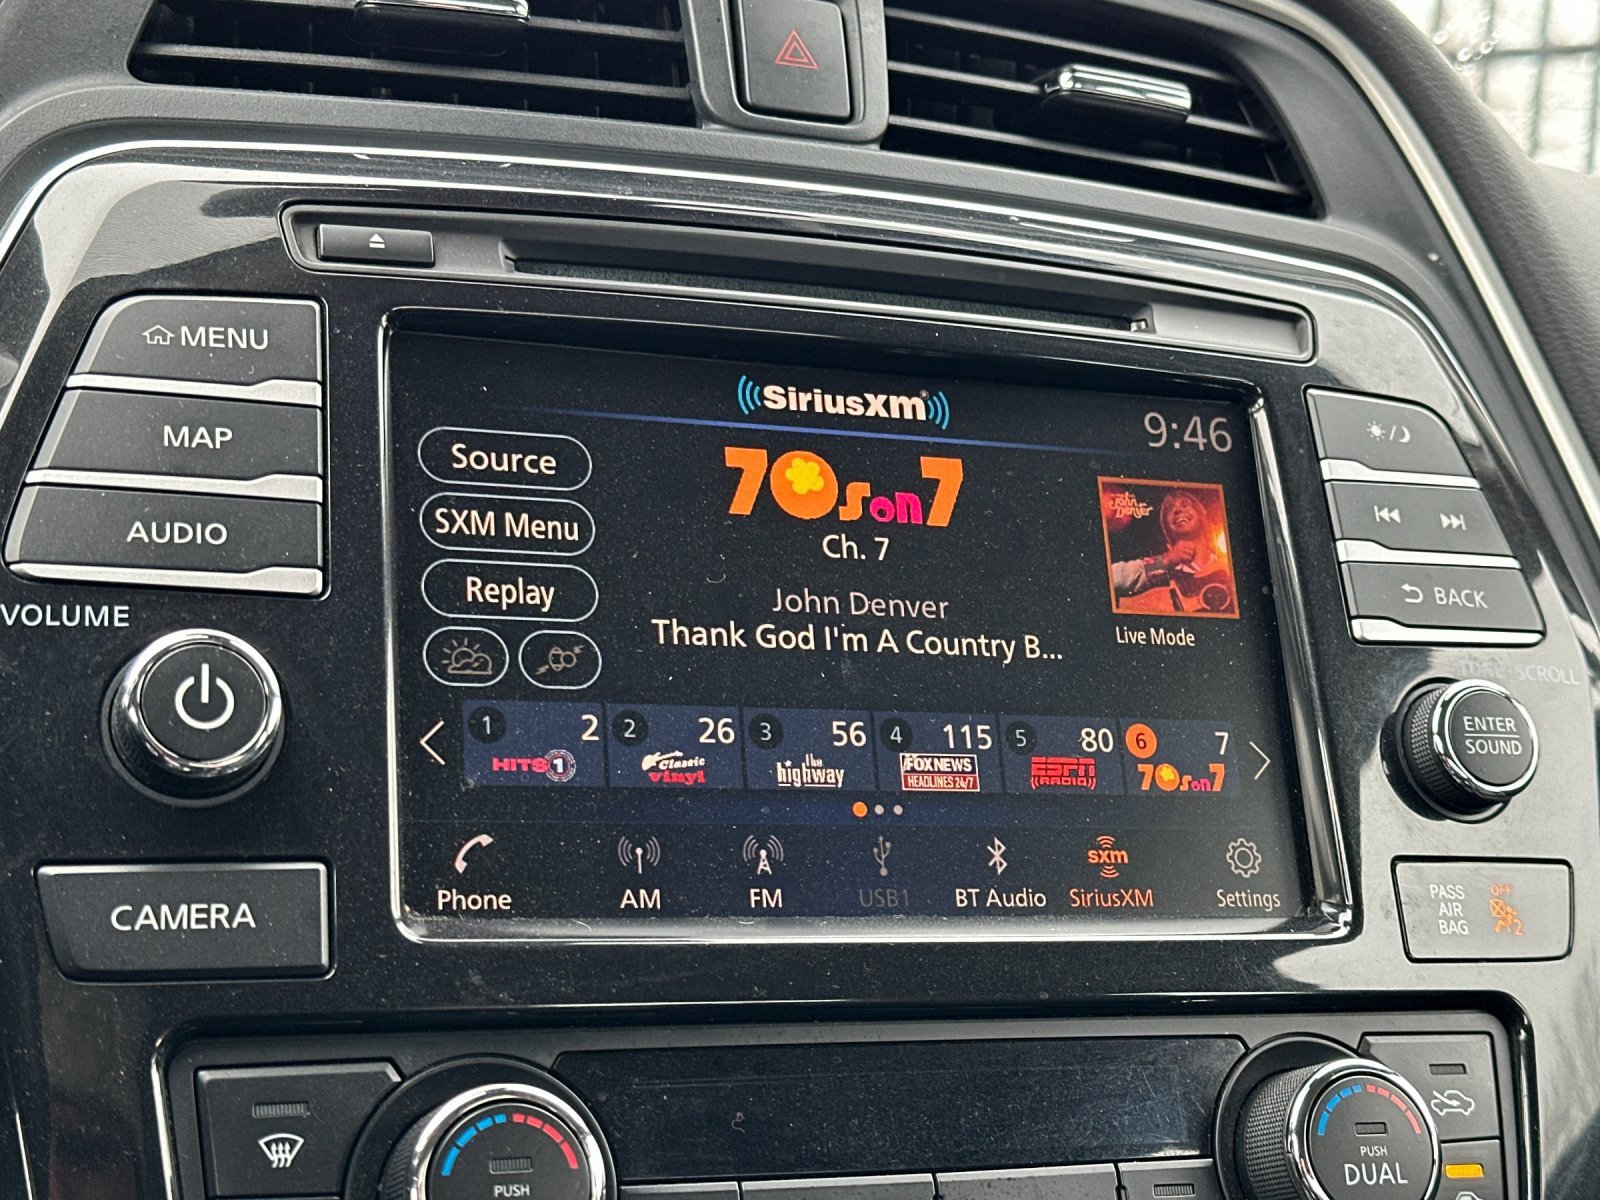 MENU
MAP
AUDIO
VOLUME
CAMERA
SiriusXM
9:46
Source
SXM Menu
Replay
70s on 7
Ch. 7
John Denver
Thank God I'm A Country B...
John Denver
Live Mode
1 2
HITS 1
2 26
Classic vinyl
3 56
the highway
4 115
FOX NEWS
HEADLINES 24/7
5 80
ESPN
RADIO
6 7
70s on 7
Phone
AM
FM
USB1
BT Audio
sxm
SiriusXM
Settings
BACK
TUNE·SCROLL
ENTER
SOUND
PASS
AIR
BAG
OFF
2
PUSH
PUSH
DUAL